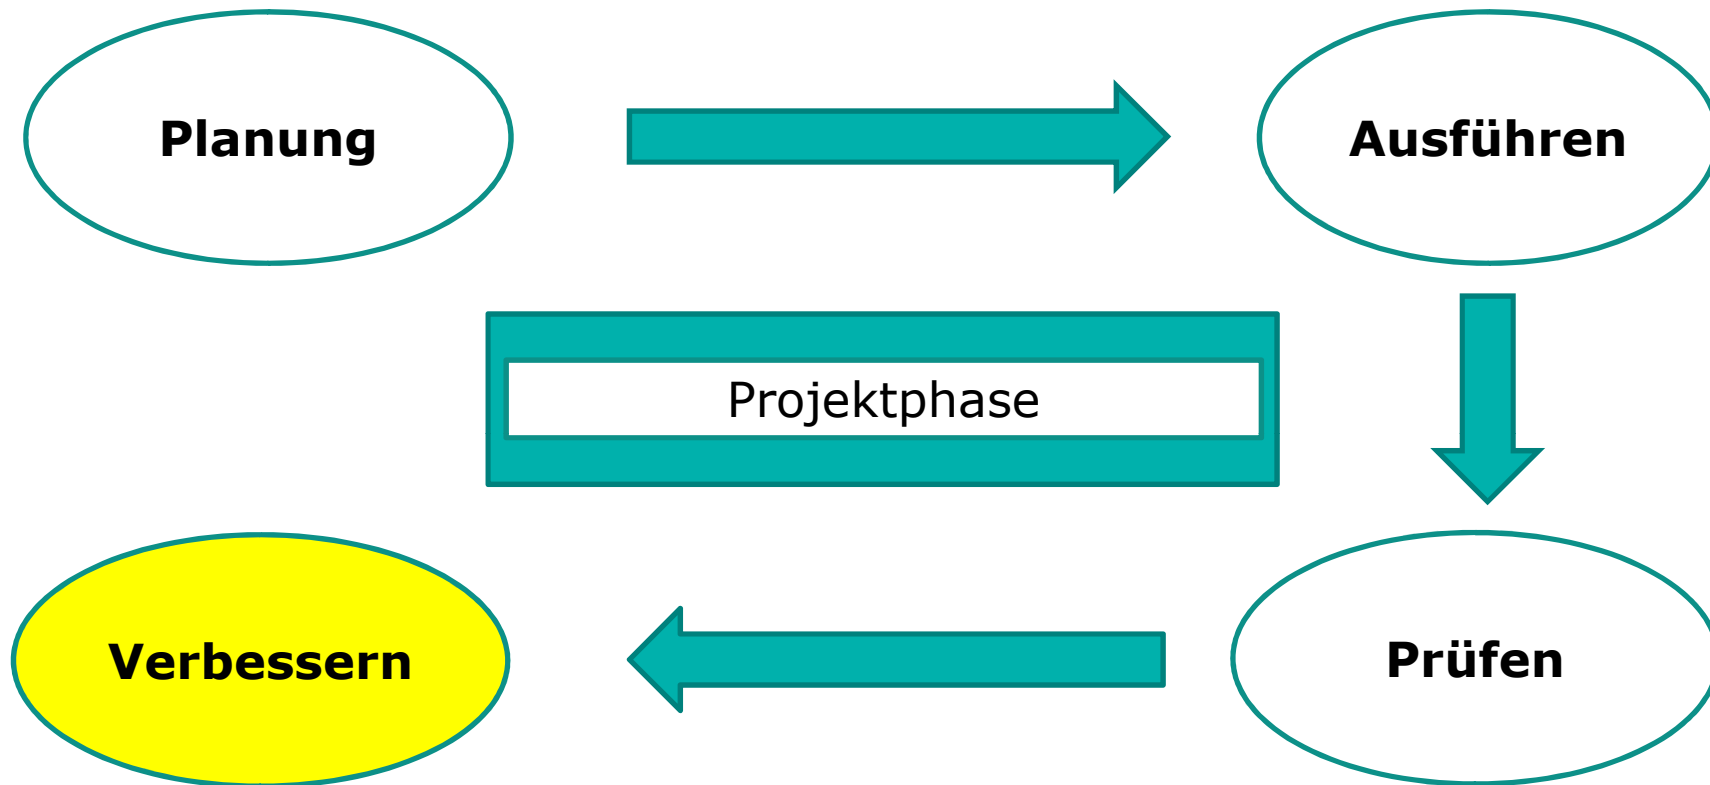 Planung
Ausführen
Projektphase
Verbessern
Prüfen